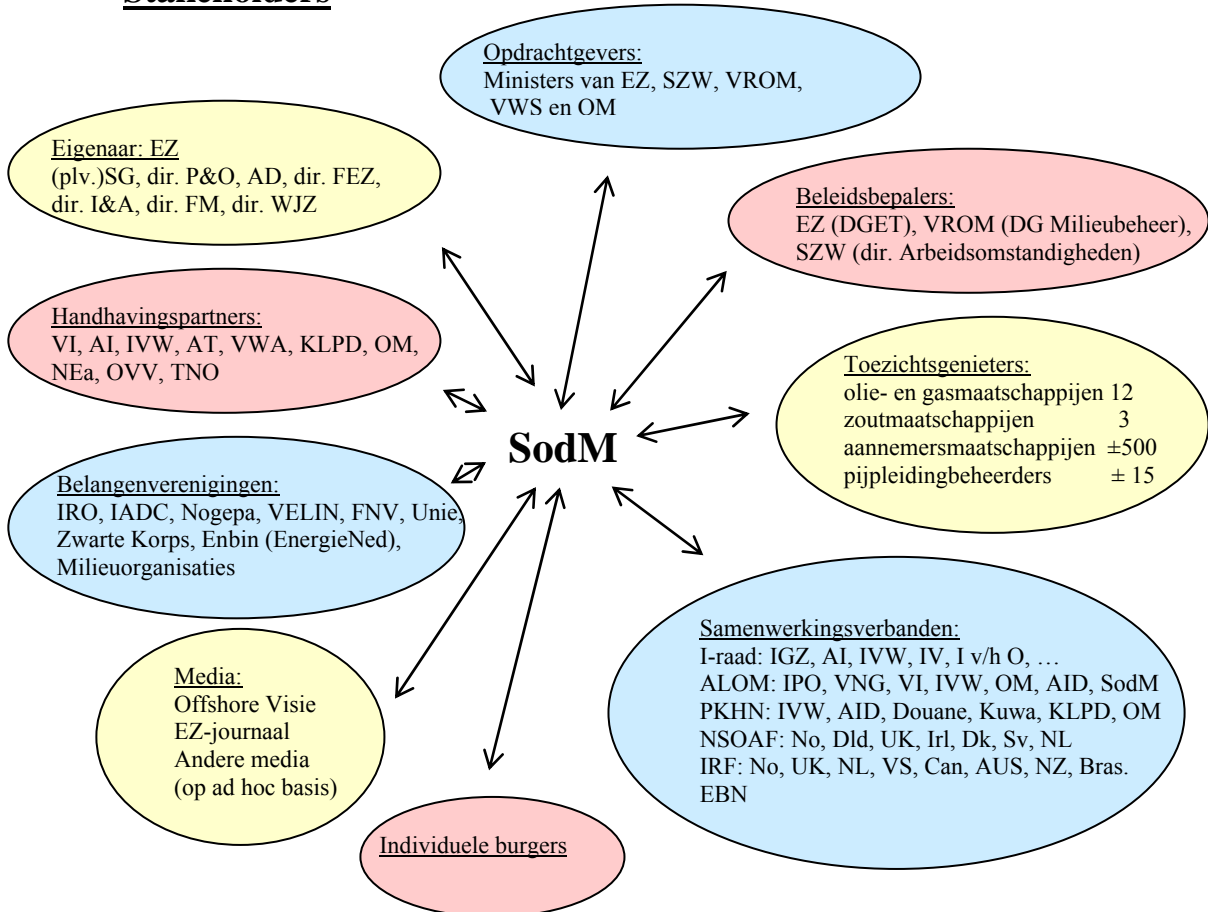 Stakeholders
Opdrachtgevers:
Ministers van EZ, SZW, VROM,
VWS en OM
Eigenaar: EZ
(plv.)SG, dir. P&O, AD, dir. FEZ,
dir. I&A, dir. FM, dir. WJZ
Beleidsbepalers:
EZ (DGET), VROM (DG Milieubeheer),
SZW (dir. Arbeidsomstandigheden)
Handhavingspartners:
VI, AI, IVW, AT, VWA, KLPD, OM,
NEa, OVV, TNO
Toezichtsgenieters:
olie- en gasmaatschappijen 12
zoutmaatschappijen 3
aannemersmaatschappijen ±500
pijpleidingbeheerders ± 15
SodM
Belangenverenigingen:
IRO, IADC, Nogepa, VELIN, FNV, Unie,
Zwarte Korps, Enbin (EnergieNed),
Milieuorganisaties
Samenwerkingsverbanden:
I-raad: IGZ, AI, IVW, IV, I v/h O, …
ALOM: IPO, VNG, VI, IVW, OM, AID, SodM
PKHN: IVW, AID, Douane, Kuwa, KLPD, OM
NSOAF: No, Dld, UK, Irl, Dk, Sv, NL
IRF: No, UK, NL, VS, Can, AUS, NZ, Bras.
EBN
Media:
Offshore Visie
EZ-journaal
Andere media
(op ad hoc basis)
Individuele burgers